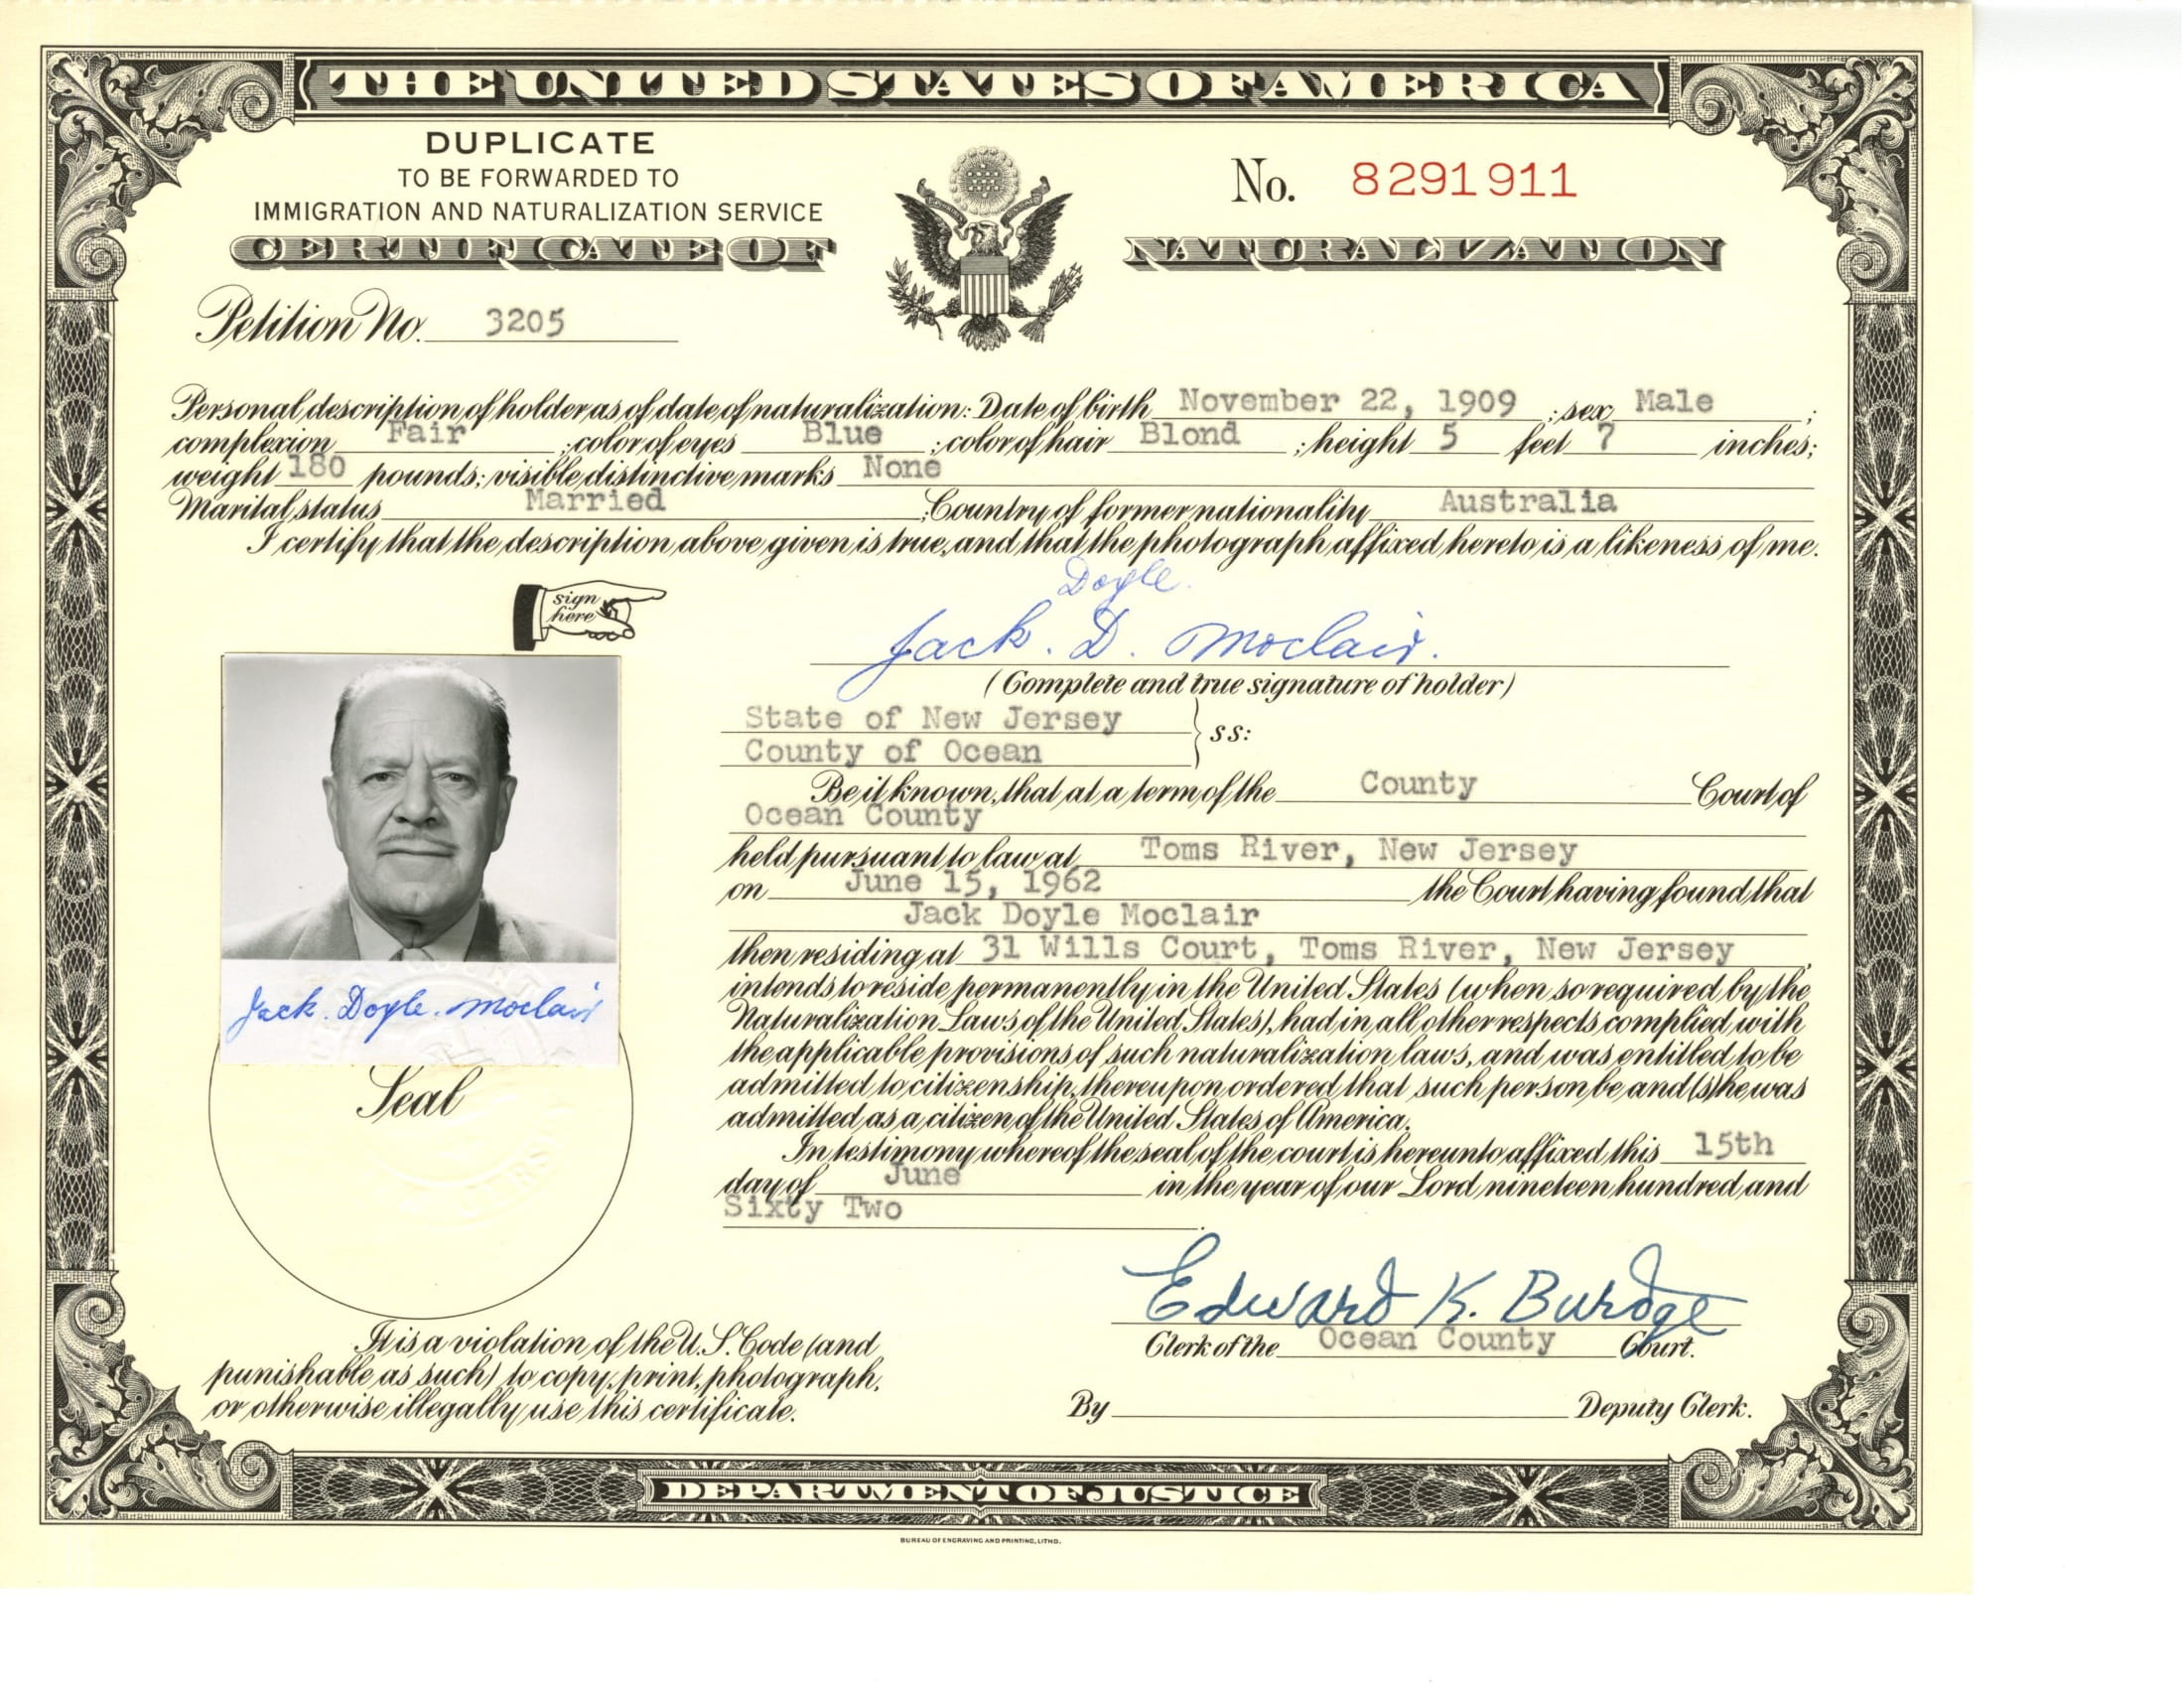 THE UNITED STATES OF AMERICA
DUPLICATE
TO BE FORWARDED TO
IMMIGRATION AND NATURALIZATION SERVICE
No. 8291911
CERTIFICATE OF NATURALIZATION
Petition No. 3205
Personal description of holder as of date of naturalization: Date of birth November 22, 1909 ; sex Male ;
complexion Fair ; color of eyes Blue ; color of hair Blond ; height 5 feet 7 inches;
weight 180 pounds; visible distinctive marks None
Marital status Married ; Country of former nationality Australia
I certify that the description above given is true, and that the photograph affixed hereto is a likeness of me.
sign
here
Doyle.
Jack. D. Moclair.
(Complete and true signature of holder)
State of New Jersey
County of Ocean
ss:
Be it known, that at a term of the County Court of
Ocean County
held pursuant to law at Toms River, New Jersey
on June 15, 1962 the Court having found that
Jack Doyle Moclair
then residing at 31 Wills Court, Toms River, New Jersey,
intends to reside permanently in the United States (when so required by the
Naturalization Laws of the United States), had in all other respects complied with
the applicable provisions of such naturalization laws, and was entitled to be
admitted to citizenship, thereupon ordered that such person be and (s)he was
admitted as a citizen of the United States of America.
In testimony whereof the seal of the court is hereunto affixed this 15th
day of June in the year of our Lord nineteen hundred and
Sixty Two.
Jack. Doyle. Moclair
Seal
Edward K. Burdge
Clerk of the Ocean County Court.
By Deputy Clerk.
It is a violation of the U.S. Code (and
punishable as such) to copy, print, photograph,
or otherwise illegally use this certificate.
DEPARTMENT OF JUSTICE
BUREAU OF ENGRAVING AND PRINTING, LITHO.